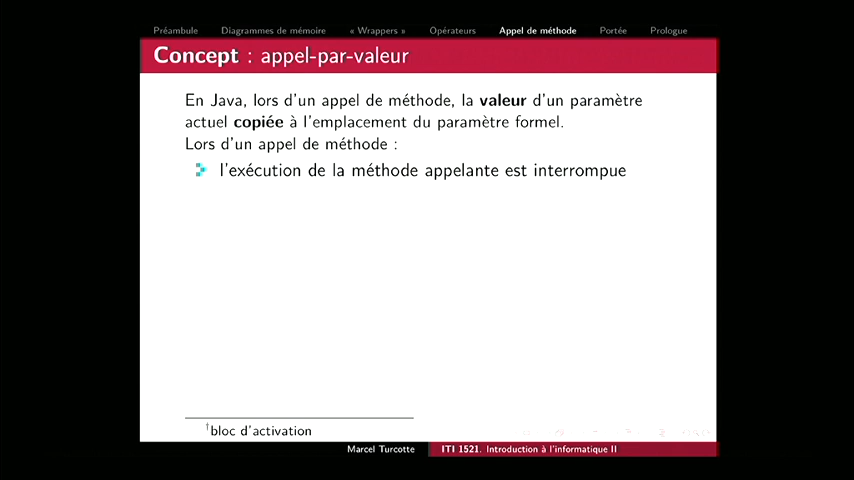 Préambule Diagrammes de mémoire « Wrappers » Opérateurs Appel de méthode Portée Prologue
Concept : appel-par-valeur
En Java, lors d'un appel de méthode, la valeur d'un paramètre
actuel copiée à l'emplacement du paramètre formel.
Lors d'un appel de méthode :
l'exécution de la méthode appelante est interrompue
†bloc d'activation
Marcel Turcotte ITI 1521. Introduction à l'informatique II